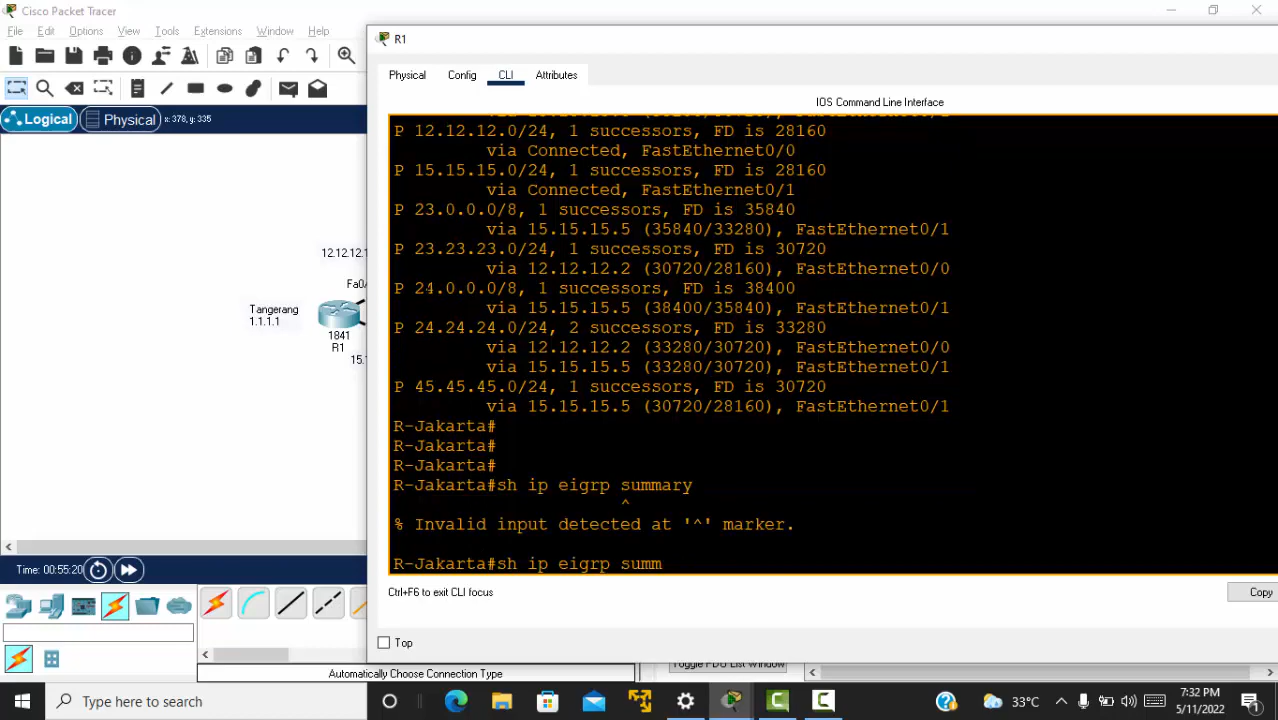 Cisco Packet Tracer
File Edit Options View Tools Extensions Window Help
Logical Physical x: 378, y: 335
12.12.12.1
Fa0/
Tangerang
1.1.1.1
1841
R1
15.1
Time: 00:55:20
Automatically Choose Connection Type
R1
Physical Config CLI Attributes
IOS Command Line Interface
P 12.12.12.0/24, 1 successors, FD is 28160
via Connected, FastEthernet0/0
P 15.15.15.0/24, 1 successors, FD is 28160
via Connected, FastEthernet0/1
P 23.0.0.0/8, 1 successors, FD is 35840
via 15.15.15.5 (35840/33280), FastEthernet0/1
P 23.23.23.0/24, 1 successors, FD is 30720
via 12.12.12.2 (30720/28160), FastEthernet0/0
P 24.0.0.0/8, 1 successors, FD is 38400
via 15.15.15.5 (38400/35840), FastEthernet0/1
P 24.24.24.0/24, 2 successors, FD is 33280
via 12.12.12.2 (33280/30720), FastEthernet0/0
via 15.15.15.5 (33280/30720), FastEthernet0/1
P 45.45.45.0/24, 1 successors, FD is 30720
via 15.15.15.5 (30720/28160), FastEthernet0/1
R-Jakarta#
R-Jakarta#
R-Jakarta#
R-Jakarta#sh ip eigrp summary
^
% Invalid input detected at '^' marker.
R-Jakarta#sh ip eigrp summ
Ctrl+F6 to exit CLI focus
Copy
Top
Toggle PDU List Window
Type here to search
33°C
7:32 PM
5/11/2022